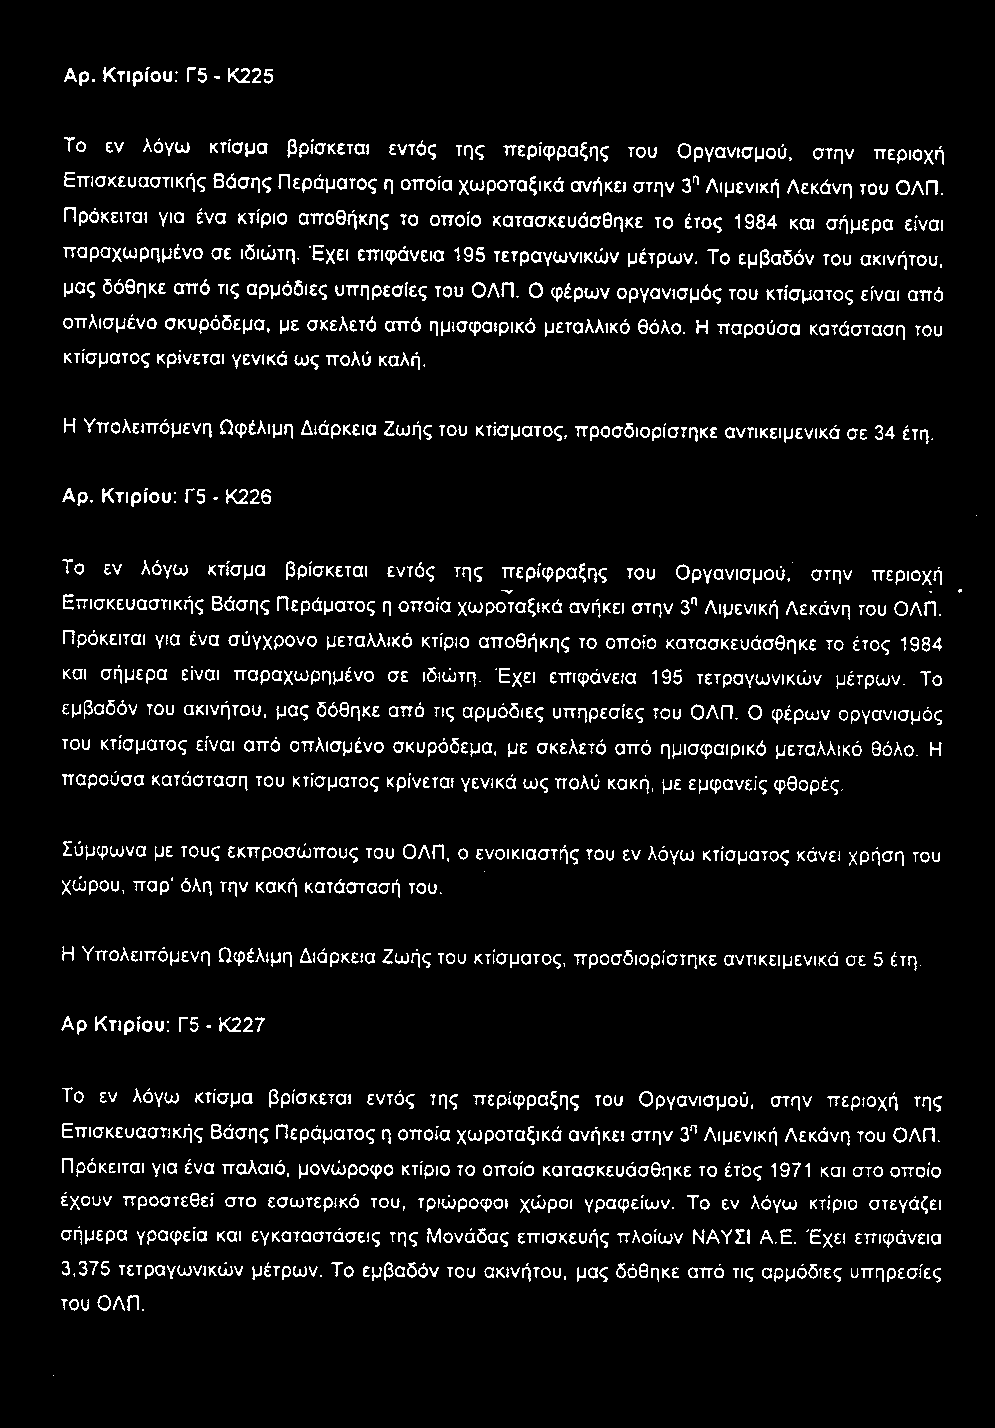 Αρ. Κτιρίου: Γ5 - Κ225
Το εν λόγω κτίσμα βρίσκεται εντός της περίφραξης του Οργανισμού, στην περιοχή
Επισκευαστικής Βάσης Περάματος η οποία χωροταξικά ανήκει στην 3η Λιμενική Λεκάνη του ΟΛΠ.
Πρόκειται για ένα κτίριο αποθήκης το οποίο κατασκευάσθηκε το έτος 1984 και σήμερα είναι
παραχωρημένο σε ιδιώτη. Έχει επιφάνεια 195 τετραγωνικών μέτρων. Το εμβαδόν του ακινήτου,
μας δόθηκε από τις αρμόδιες υπηρεσίες του ΟΛΠ. Ο φέρων οργανισμός του κτίσματος είναι από
οπλισμένο σκυρόδεμα, με σκελετό από ημισφαιρικό μεταλλικό θόλο. Η παρούσα κατάσταση του
κτίσματος κρίνεται γενικά ως πολύ καλή.
Η Υπολειπόμενη Ωφέλιμη Διάρκεια Ζωής του κτίσματος, προσδιορίστηκε αντικειμενικά σε 34 έτη.
Αρ. Κτιρίου: Γ5 - Κ226
Το εν λόγω κτίσμα βρίσκεται εντός της περίφραξης του Οργανισμού, στην περιοχή
Επισκευαστικής Βάσης Περάματος η οποία χωροταξικά ανήκει στην 3η Λιμενική Λεκάνη του ΟΛΠ.
Πρόκειται για ένα σύγχρονο μεταλλικό κτίριο αποθήκης το οποίο κατασκευάσθηκε το έτος 1984
και σήμερα είναι παραχωρημένο σε ιδιώτη. Έχει επιφάνεια 195 τετραγωνικών μέτρων. Το
εμβαδόν του ακινήτου, μας δόθηκε από τις αρμόδιες υπηρεσίες του ΟΛΠ. Ο φέρων οργανισμός
του κτίσματος είναι από οπλισμένο σκυρόδεμα, με σκελετό από ημισφαιρικό μεταλλικό θόλο. Η
παρούσα κατάσταση του κτίσματος κρίνεται γενικά ως πολύ κακή, με εμφανείς φθορές.
Σύμφωνα με τους εκπροσώπους του ΟΛΠ, ο ενοικιαστής του εν λόγω κτίσματος κάνει χρήση του
χώρου, παρ' όλη την κακή κατάστασή του.
Η Υπολειπόμενη Ωφέλιμη Διάρκεια Ζωής του κτίσματος, προσδιορίστηκε αντικειμενικά σε 5 έτη.
Αρ Κτιρίου: Γ5 - Κ227
Το εν λόγω κτίσμα βρίσκεται εντός της περίφραξης του Οργανισμού, στην περιοχή της
Επισκευαστικής Βάσης Περάματος η οποία χωροταξικά ανήκει στην 3η Λιμενική Λεκάνη του ΟΛΠ.
Πρόκειται για ένα παλαιό, μονώροφο κτίριο το οποίο κατασκευάσθηκε το έτος 1971 και στο οποίο
έχουν προστεθεί στο εσωτερικό του, τριώροφοι χώροι γραφείων. Το εν λόγω κτίριο στεγάζει
σήμερα γραφεία και εγκαταστάσεις της Μονάδας επισκευής πλοίων ΝΑΥΣΙ Α.Ε. Έχει επιφάνεια
3,375 τετραγωνικών μέτρων. Το εμβαδόν του ακινήτου, μας δόθηκε από τις αρμόδιες υπηρεσίες
του ΟΛΠ.